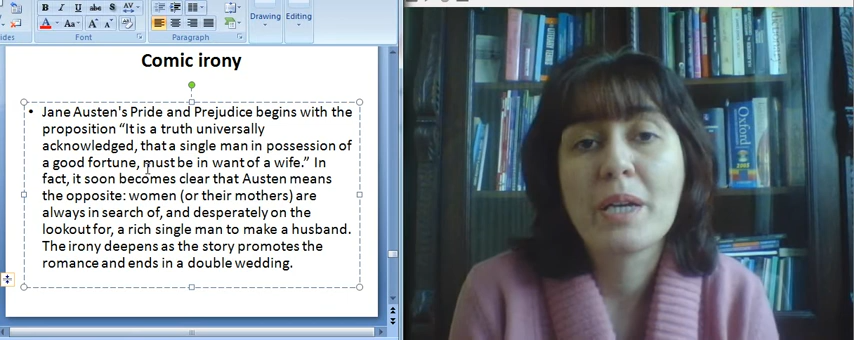 Drawing
Editing
Font
Paragraph
Comic irony
• Jane Austen's Pride and Prejudice begins with the
proposition “It is a truth universally
acknowledged, that a single man in possession of
a good fortune, must be in want of a wife.” In
fact, it soon becomes clear that Austen means
the opposite: women (or their mothers) are
always in search of, and desperately on the
lookout for, a rich single man to make a husband.
The irony deepens as the story promotes the
romance and ends in a double wedding.
Oxford